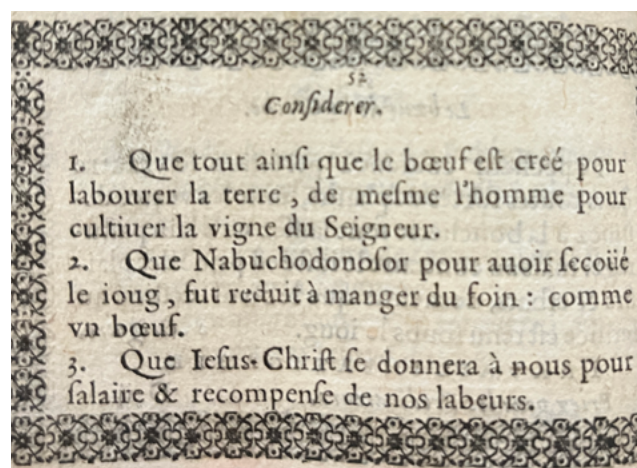 52
Considerer.
1. Que tout ainsi que le bœuf est creé pour
labourer la terre, de mesme l'homme pour
cultiuer la vigne du Seigneur.
2. Que Nabuchodonosor pour auoir secoüé
le ioug, fut reduit à manger du foin : comme
vn bœuf.
3. Que Iesus-Christ se donnera à nous pour
salaire & recompense de nos labeurs.